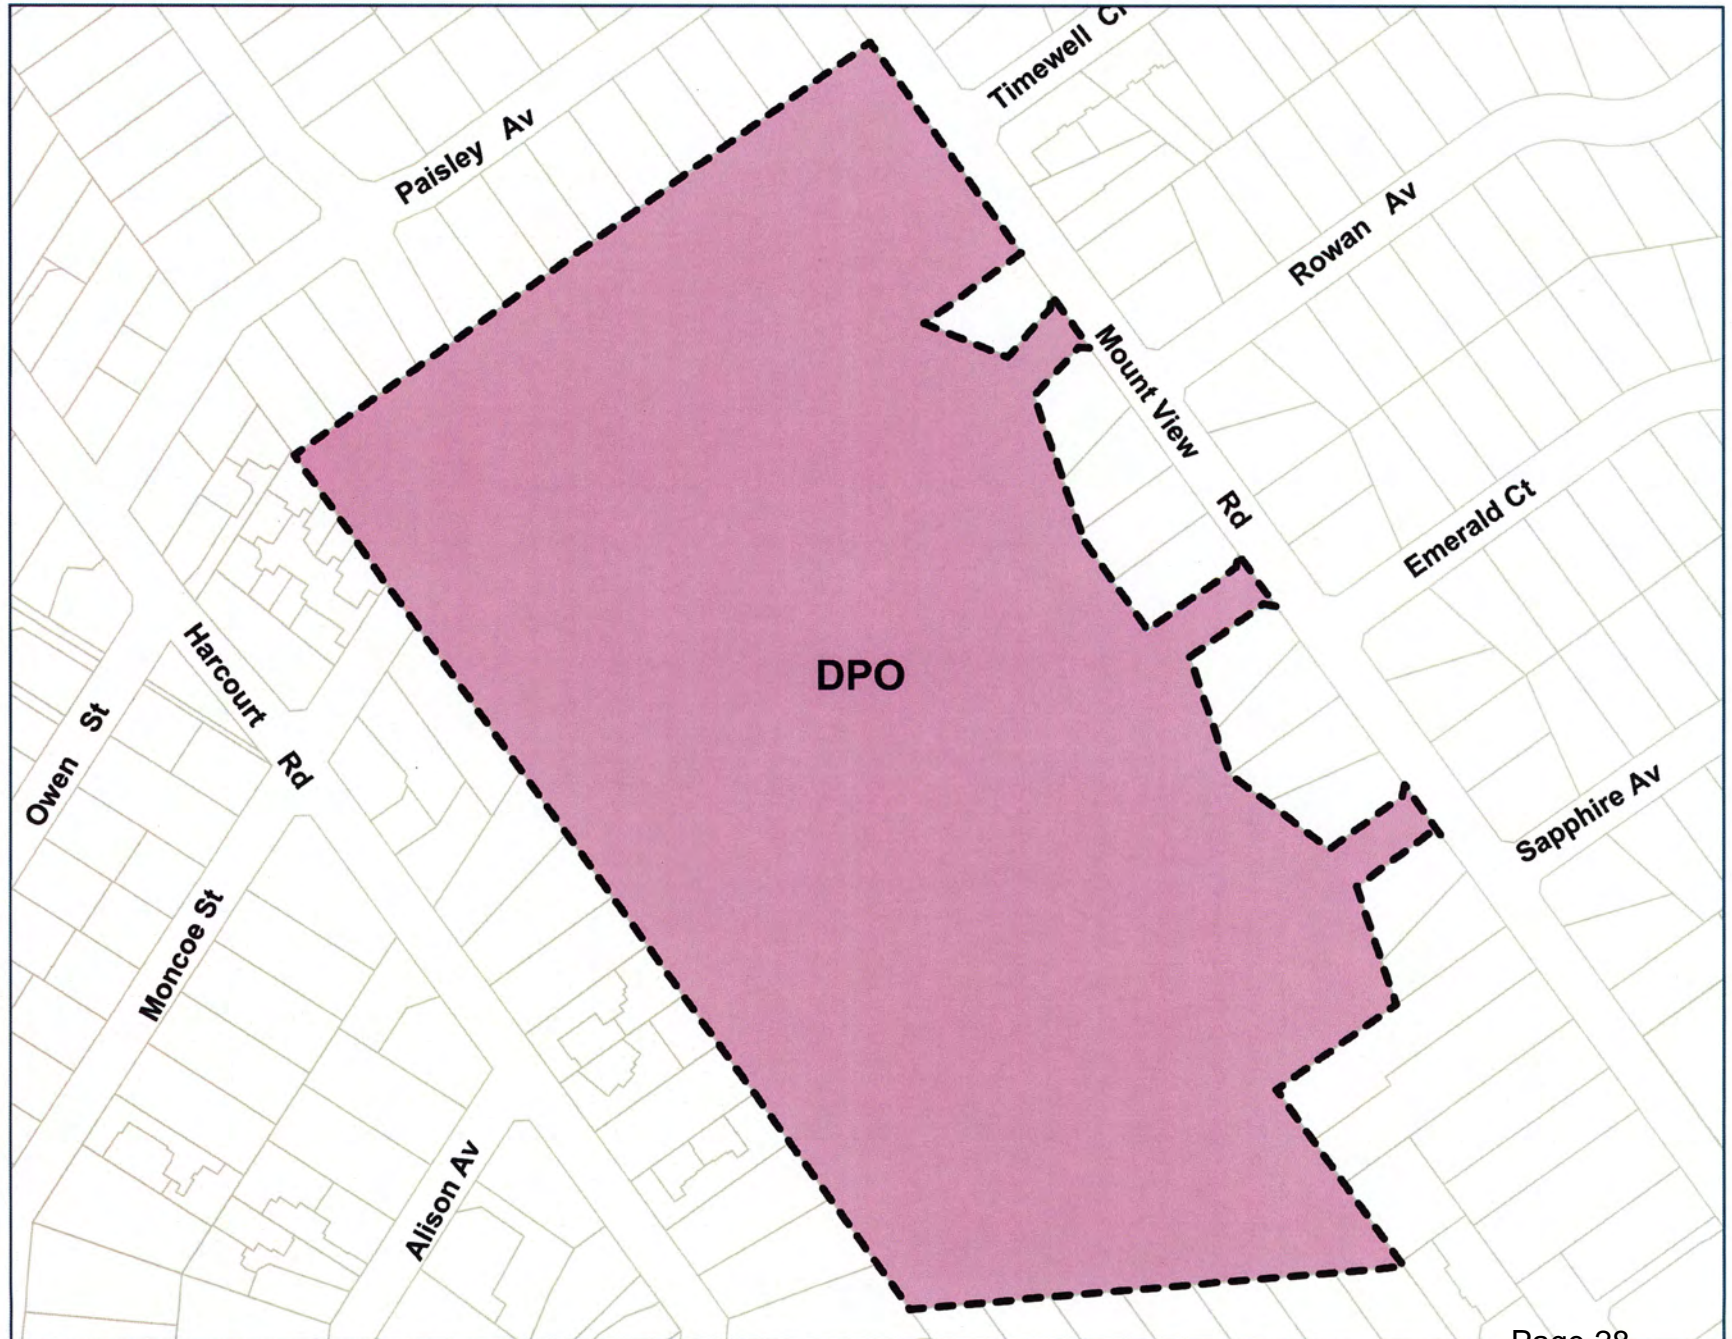 Timewell C
Paisley Av
Rowan Av
Mount View Rd
Emerald Ct
DPO
Harcourt Rd
Owen St
Sapphire Av
Moncoe St
Alison Av
Page 28